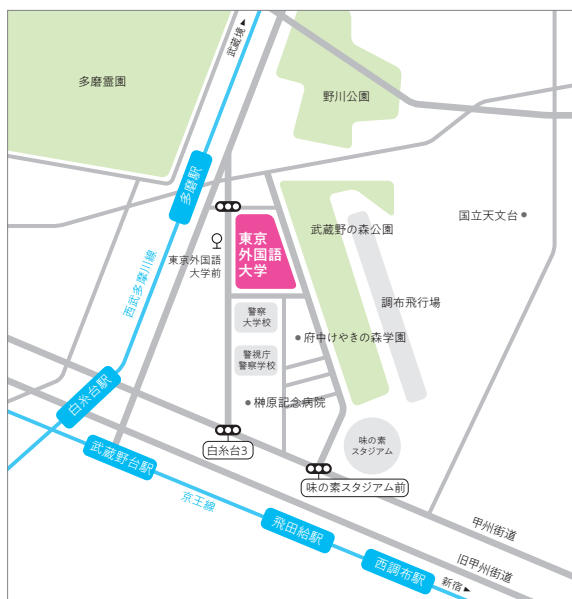 武蔵境▶
多磨霊園
野川公園
多磨駅
国立天文台
東京
外国語
大学
武蔵野の森公園
東京外国語
大学前
西武多摩川線
調布飛行場
警察
大学校
府中けやきの森学園
警視庁
警察学校
白糸台駅
榊原記念病院
味の素
スタジアム
白糸台3
武蔵野台駅
味の素スタジアム前
京王線
飛田給駅
甲州街道
旧甲州街道
西調布駅
新宿▶